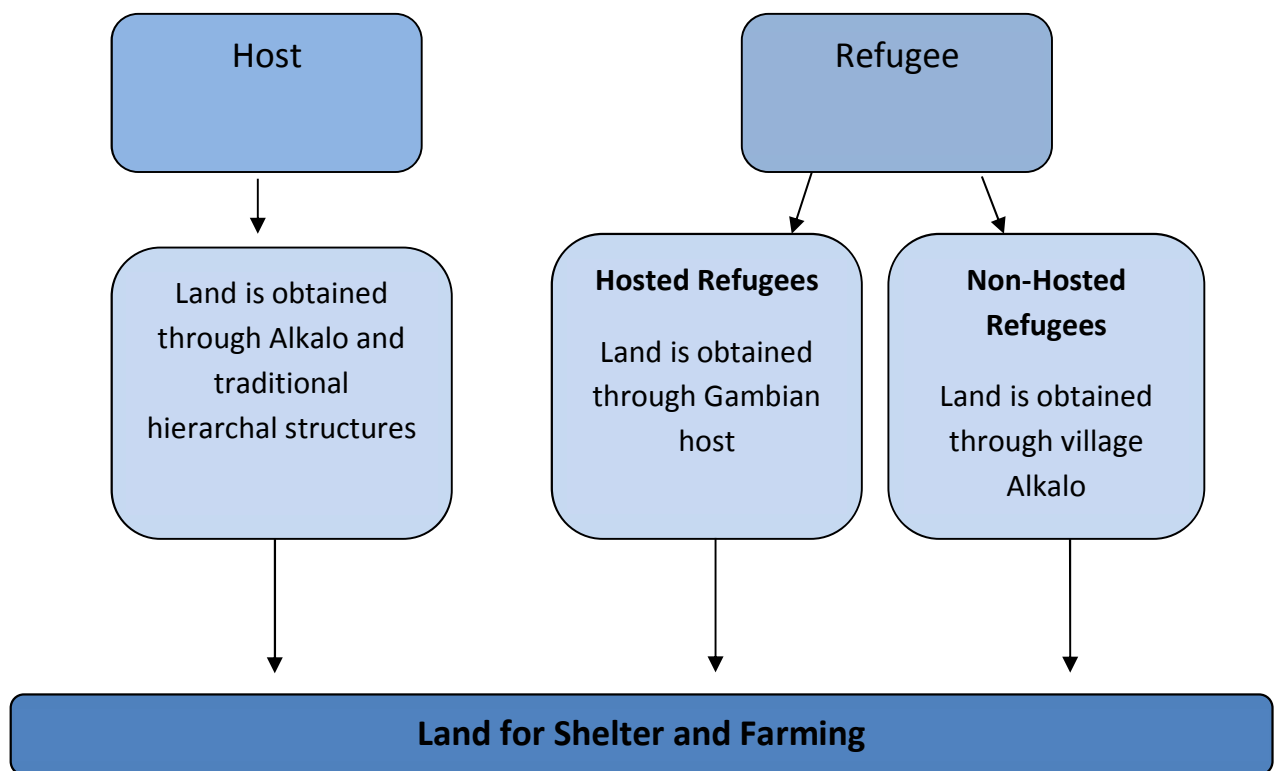 Host
Refugee
Land is obtained
through Alkalo and
traditional
hierarchal structures
Hosted Refugees
Land is obtained
through Gambian
host
Non-Hosted
Refugees
Land is obtained
through village
Alkalo
Land for Shelter and Farming